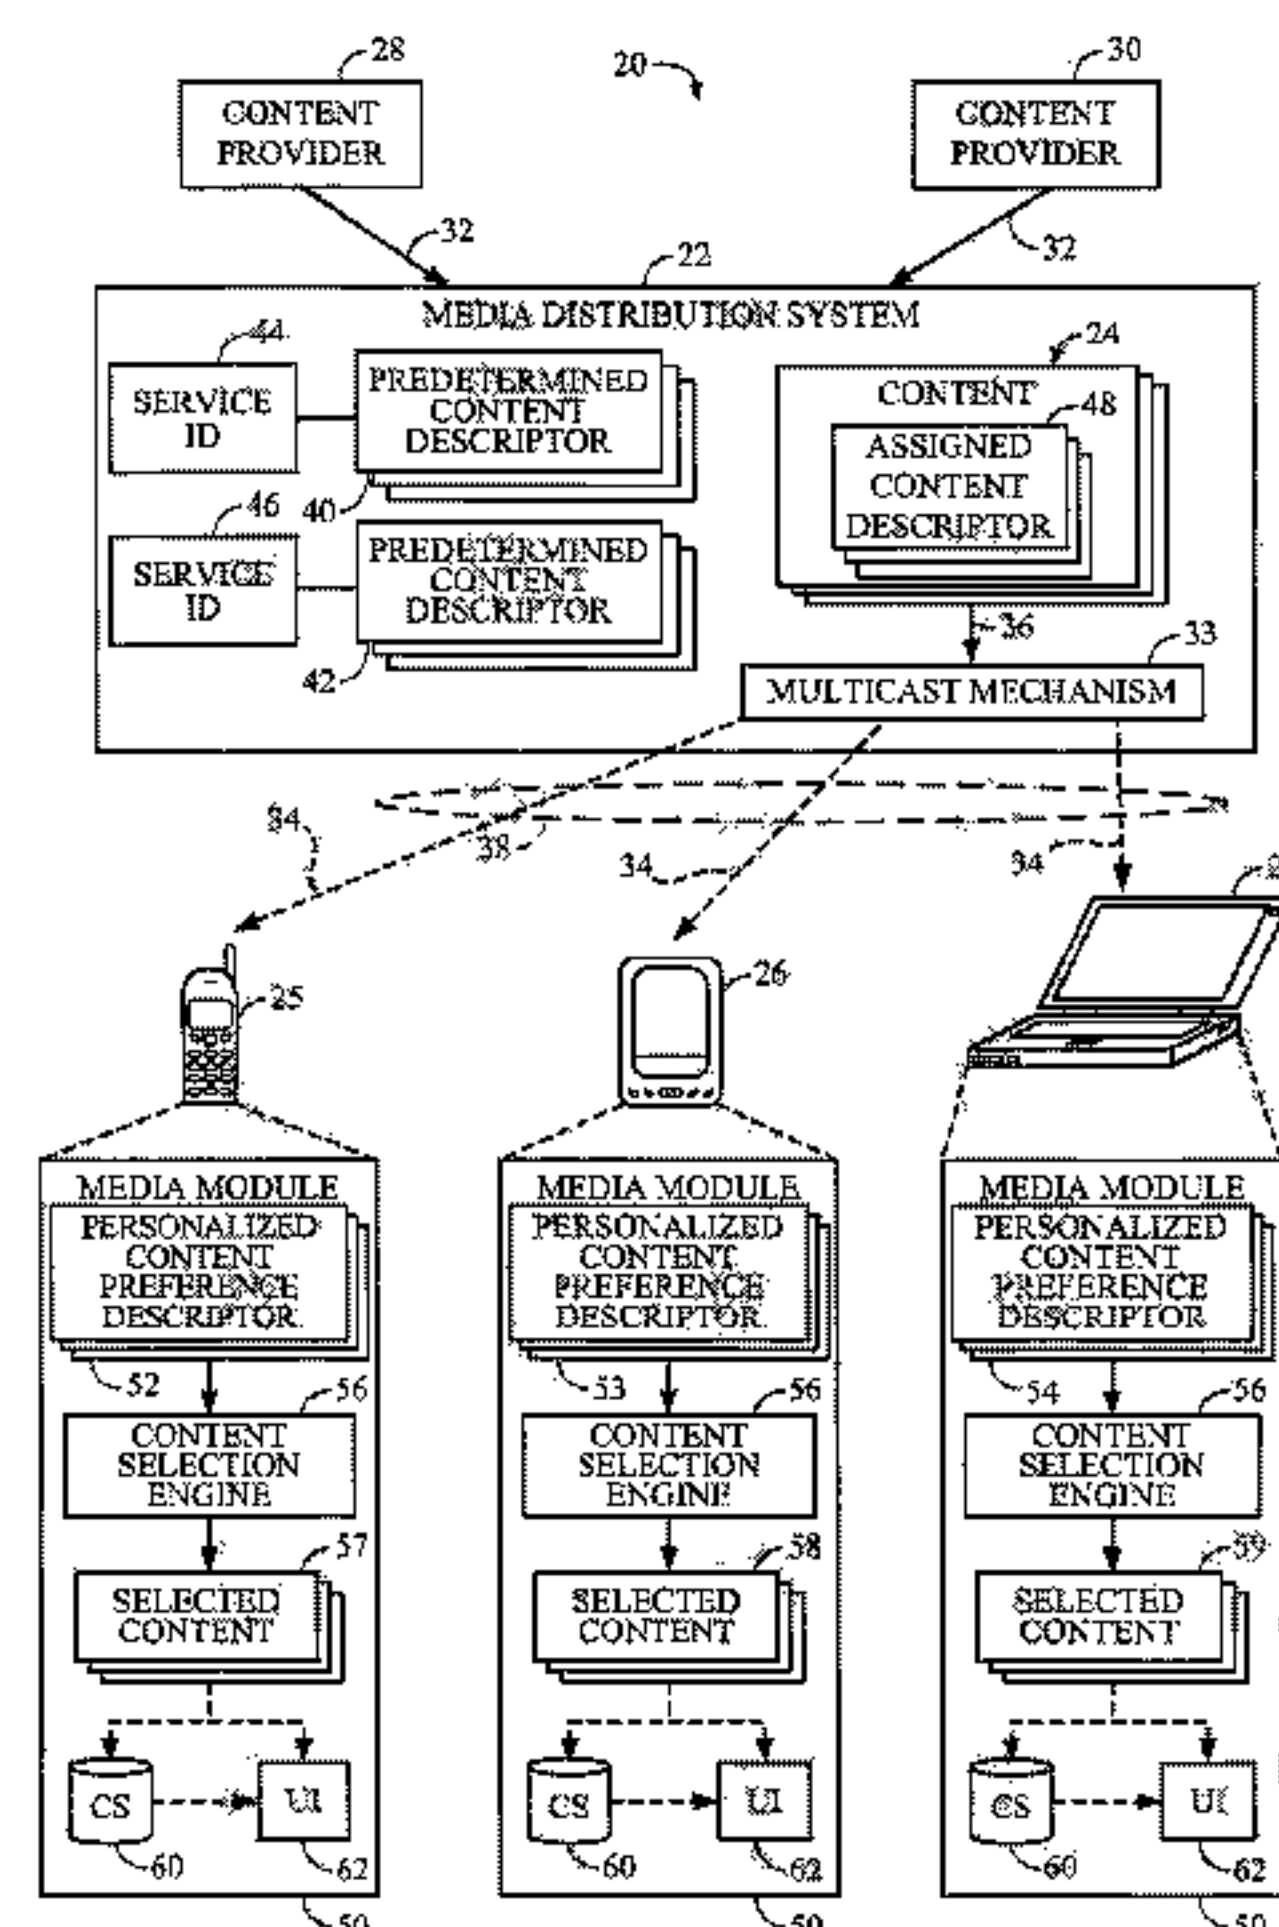 28
20
30
CONTENT
PROVIDER
CONTENT
PROVIDER
32
22
32
MEDIA DISTRIBUTION SYSTEM
44
SERVICE
ID
PREDETERMINED
CONTENT
DESCRIPTOR
40
46
SERVICE
ID
PREDETERMINED
CONTENT
DESCRIPTOR
42
24
CONTENT
48
ASSIGNED
CONTENT
DESCRIPTOR
36
33
MULTICAST MECHANISM
34
38
34
34
25
26
MEDIA MODULE
PERSONALIZED
CONTENT
PREFERENCE
DESCRIPTOR
52
56
CONTENT
SELECTION
ENGINE
57
SELECTED
CONTENT
CS
UI
60
62
50
MEDIA MODULE
PERSONALIZED
CONTENT
PREFERENCE
DESCRIPTOR
53
56
CONTENT
SELECTION
ENGINE
58
SELECTED
CONTENT
CS
UI
60
62
50
MEDIA MODULE
PERSONALIZED
CONTENT
PREFERENCE
DESCRIPTOR
54
56
CONTENT
SELECTION
ENGINE
59
SELECTED
CONTENT
CS
UI
60
62
50